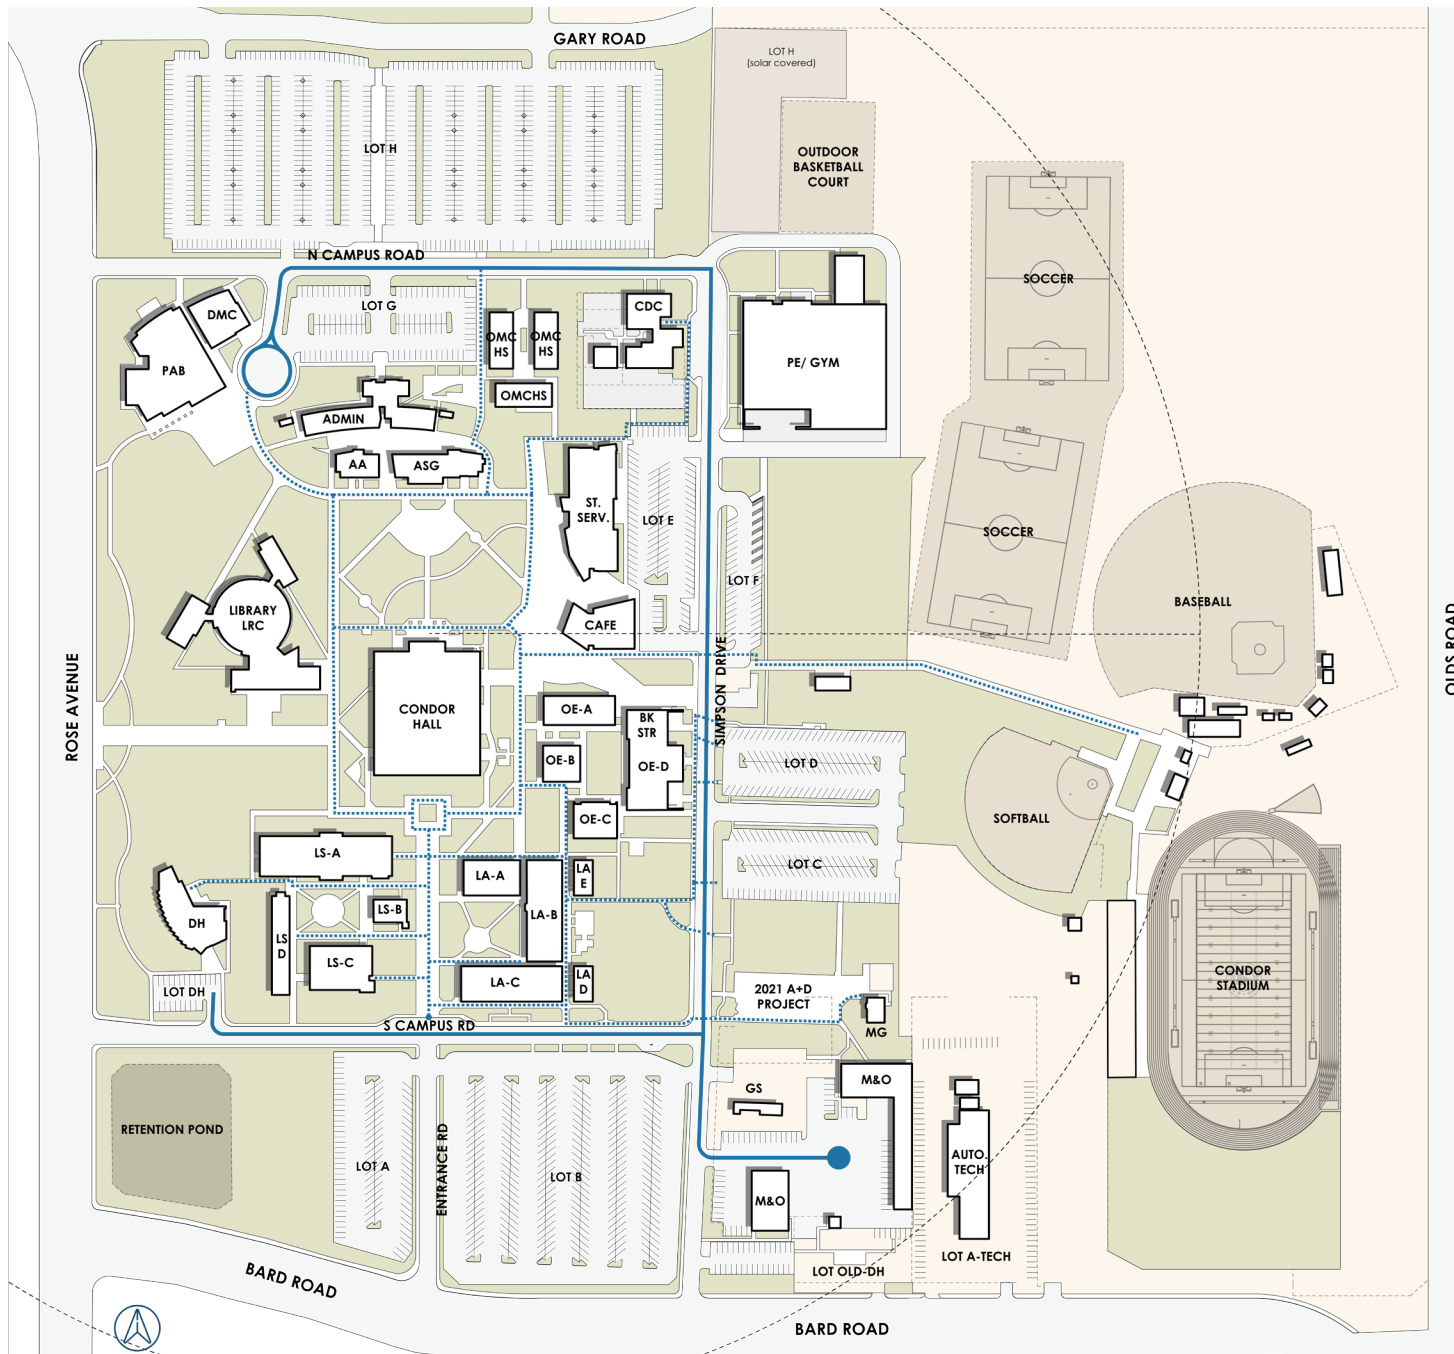 GARY ROAD
LOT H
(solar covered)
LOT H
OUTDOOR
BASKETBALL
COURT
N CAMPUS ROAD
SOCCER
LOT G
CDC
DMC
OMC
HS
OMC
HS
PAB
PE/ GYM
OMCHS
ADMIN
AA
ASG
ST.
SERV.
LOT E
SOCCER
LOT F
BASEBALL
LIBRARY
LRC
CAFE
OLDS ROAD
ROSE AVENUE
SIMPSON DRIVE
CONDOR
HALL
OE-A
BK
STR
OE-B
OE-D
LOT D
OE-C
SOFTBALL
LS-A
LOT C
LA-A
LA
E
LS-B
LA-B
DH
LS
D
LS-C
LOT DH
LA-C
LA
D
CONDOR
STADIUM
2021 A+D
PROJECT
S CAMPUS RD
MG
GS
M&O
RETENTION POND
LOT A
ENTRANCE RD
LOT B
AUTO.
TECH
M&O
LOT A-TECH
LOT OLD-DH
BARD ROAD
BARD ROAD